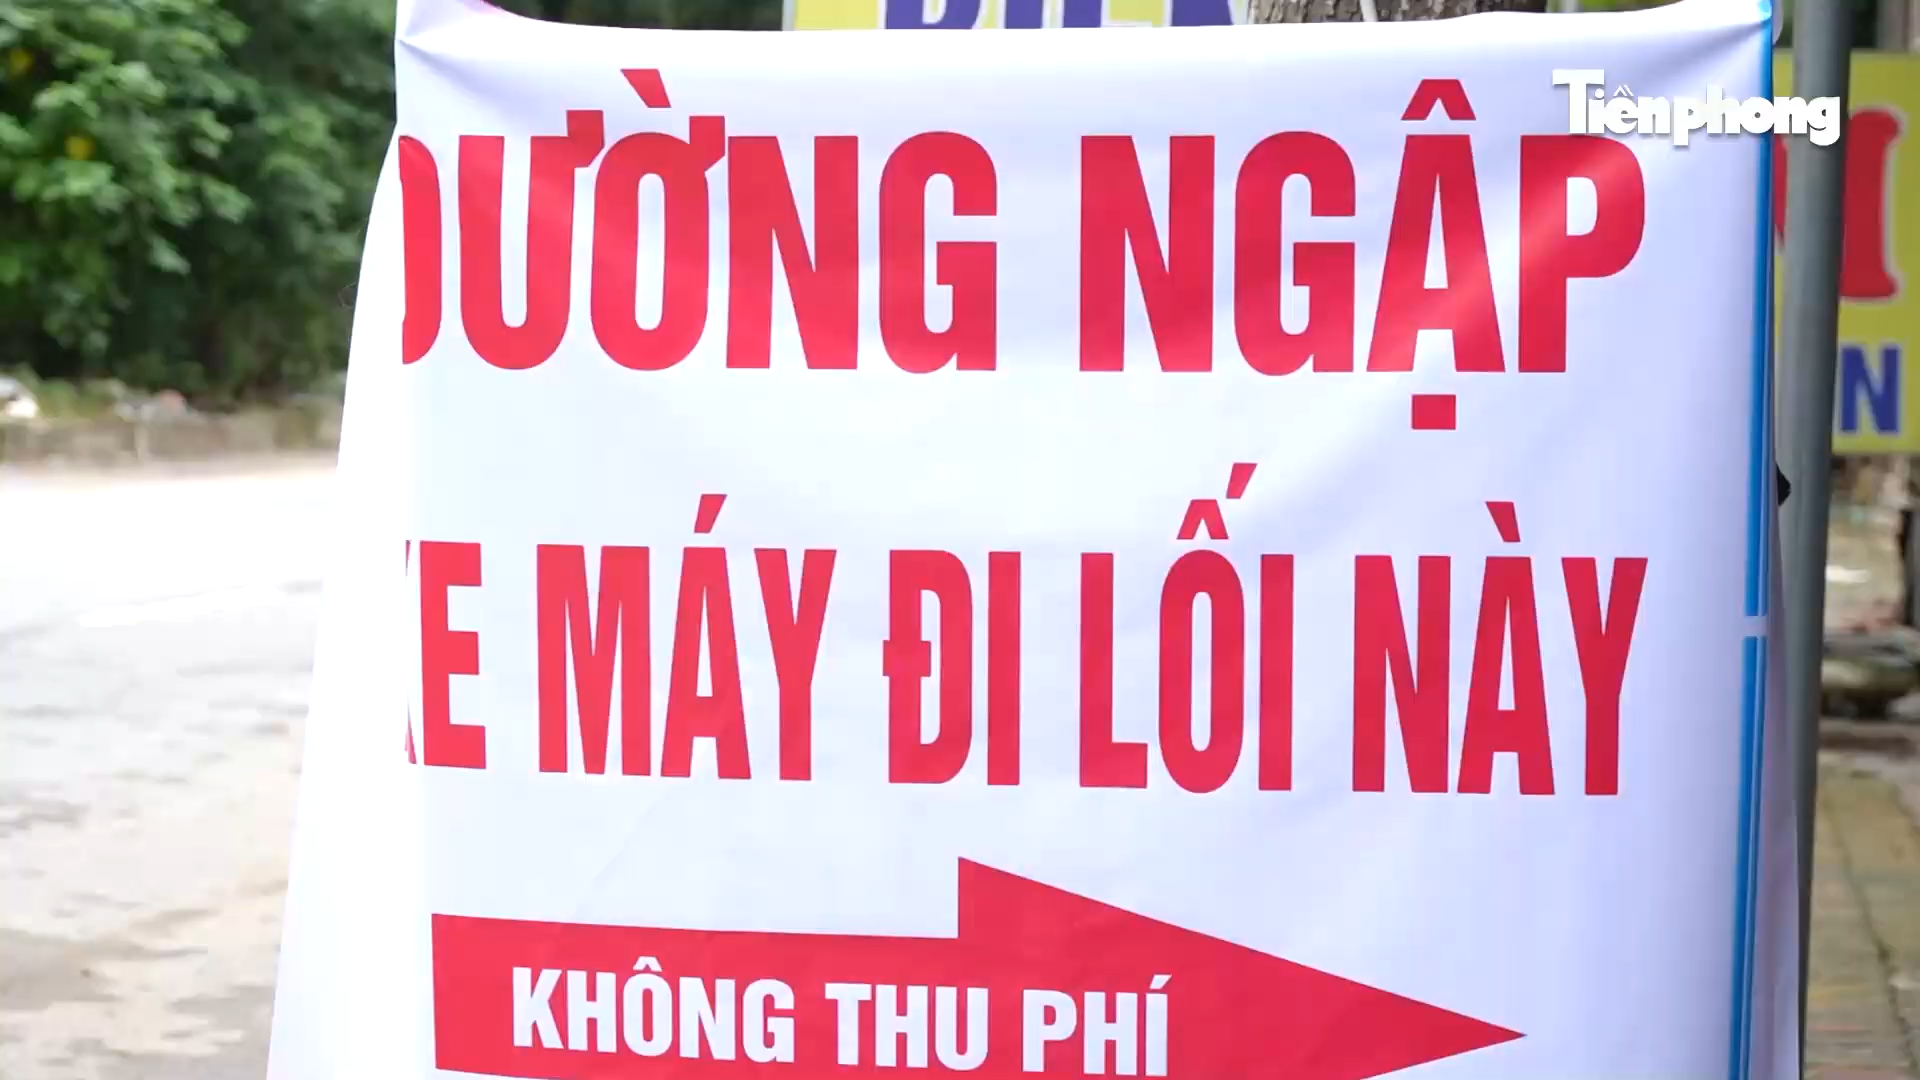 Tiền phong
ĐƯỜNG NGẬP
XE MÁY ĐI LỐI NÀY
KHÔNG THU PHÍ